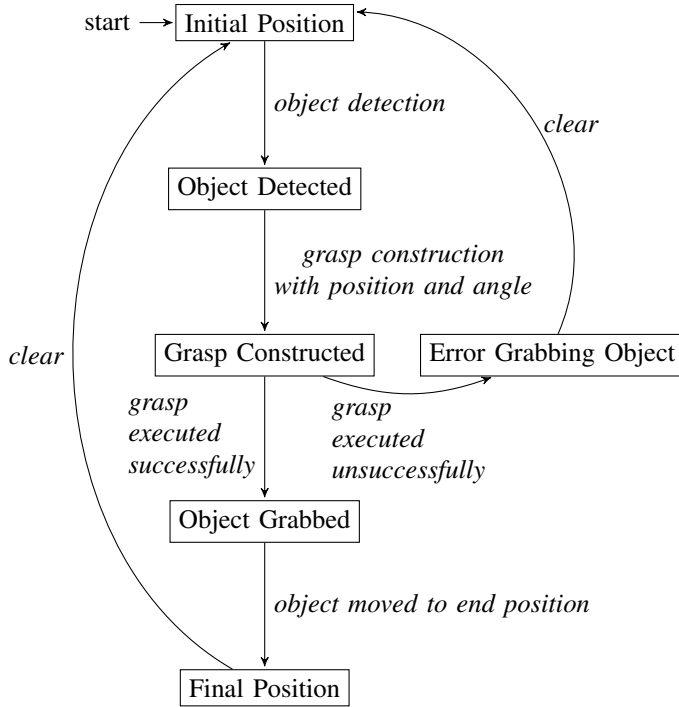 start
Initial Position
object detection
clear
Object Detected
grasp construction
with position and angle
clear
Grasp Constructed
Error Grabbing Object
grasp
executed
successfully
grasp
executed
unsuccessfully
Object Grabbed
object moved to end position
Final Position